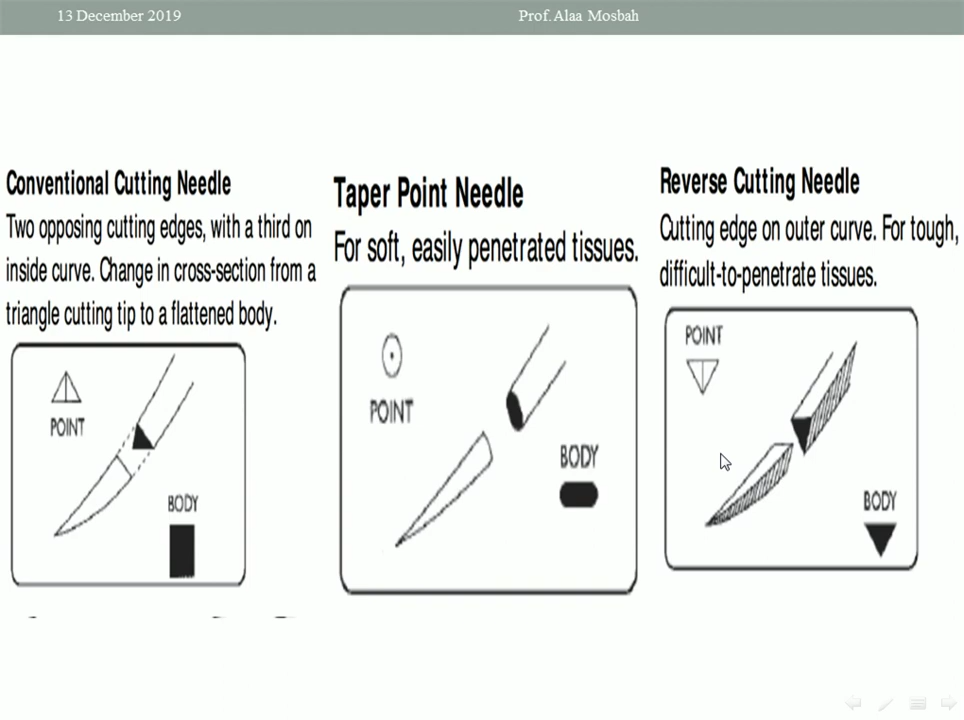 13 December 2019
Prof. Alaa Mosbah
Conventional Cutting Needle
Two opposing cutting edges, with a third on
inside curve. Change in cross-section from a
triangle cutting tip to a flattened body.
POINT
BODY
Taper Point Needle
For soft, easily penetrated tissues.
POINT
BODY
Reverse Cutting Needle
Cutting edge on outer curve. For tough,
difficult-to-penetrate tissues.
POINT
BODY